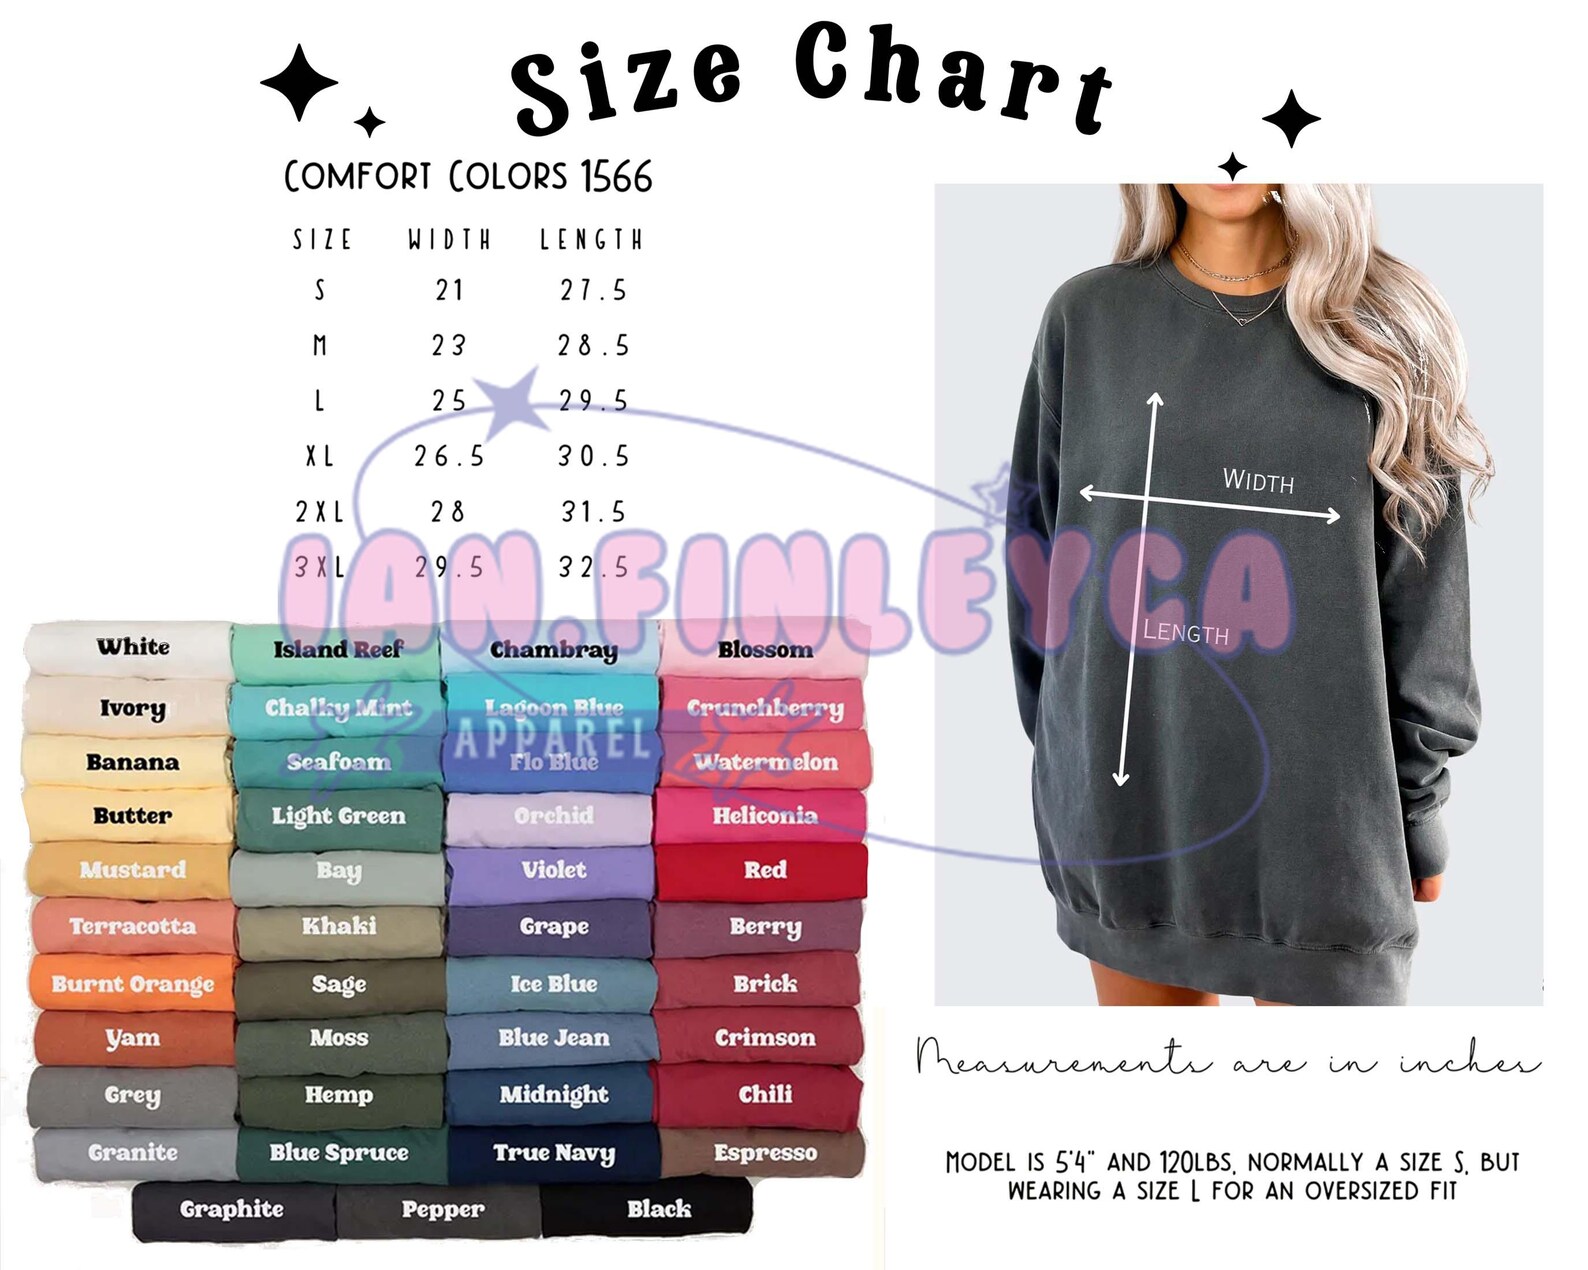 Size Chart
COMFORT COLORS 1566
SIZE WIDTH LENGTH
S 21 27.5
M 23 28.5
L 25 29.5
XL 26.5 30.5
2XL 28 31.5
3XL 29.5 32.5
IAN.FINLEYCA
APPAREL
White Island Reef Chambray Blossom
Ivory Chalky Mint Lagoon Blue Crunchberry
Banana Seafoam Flo Blue Watermelon
Butter Light Green Orchid Heliconia
Mustard Bay Violet Red
Terracotta Khaki Grape Berry
Burnt Orange Sage Ice Blue Brick
Yam Moss Blue Jean Crimson
Grey Hemp Midnight Chili
Granite Blue Spruce True Navy Espresso
Graphite Pepper Black
WIDTH
LENGTH
Measurements are in inches
MODEL IS 5'4" AND 120LBS, NORMALLY A SIZE S, BUT
WEARING A SIZE L FOR AN OVERSIZED FIT